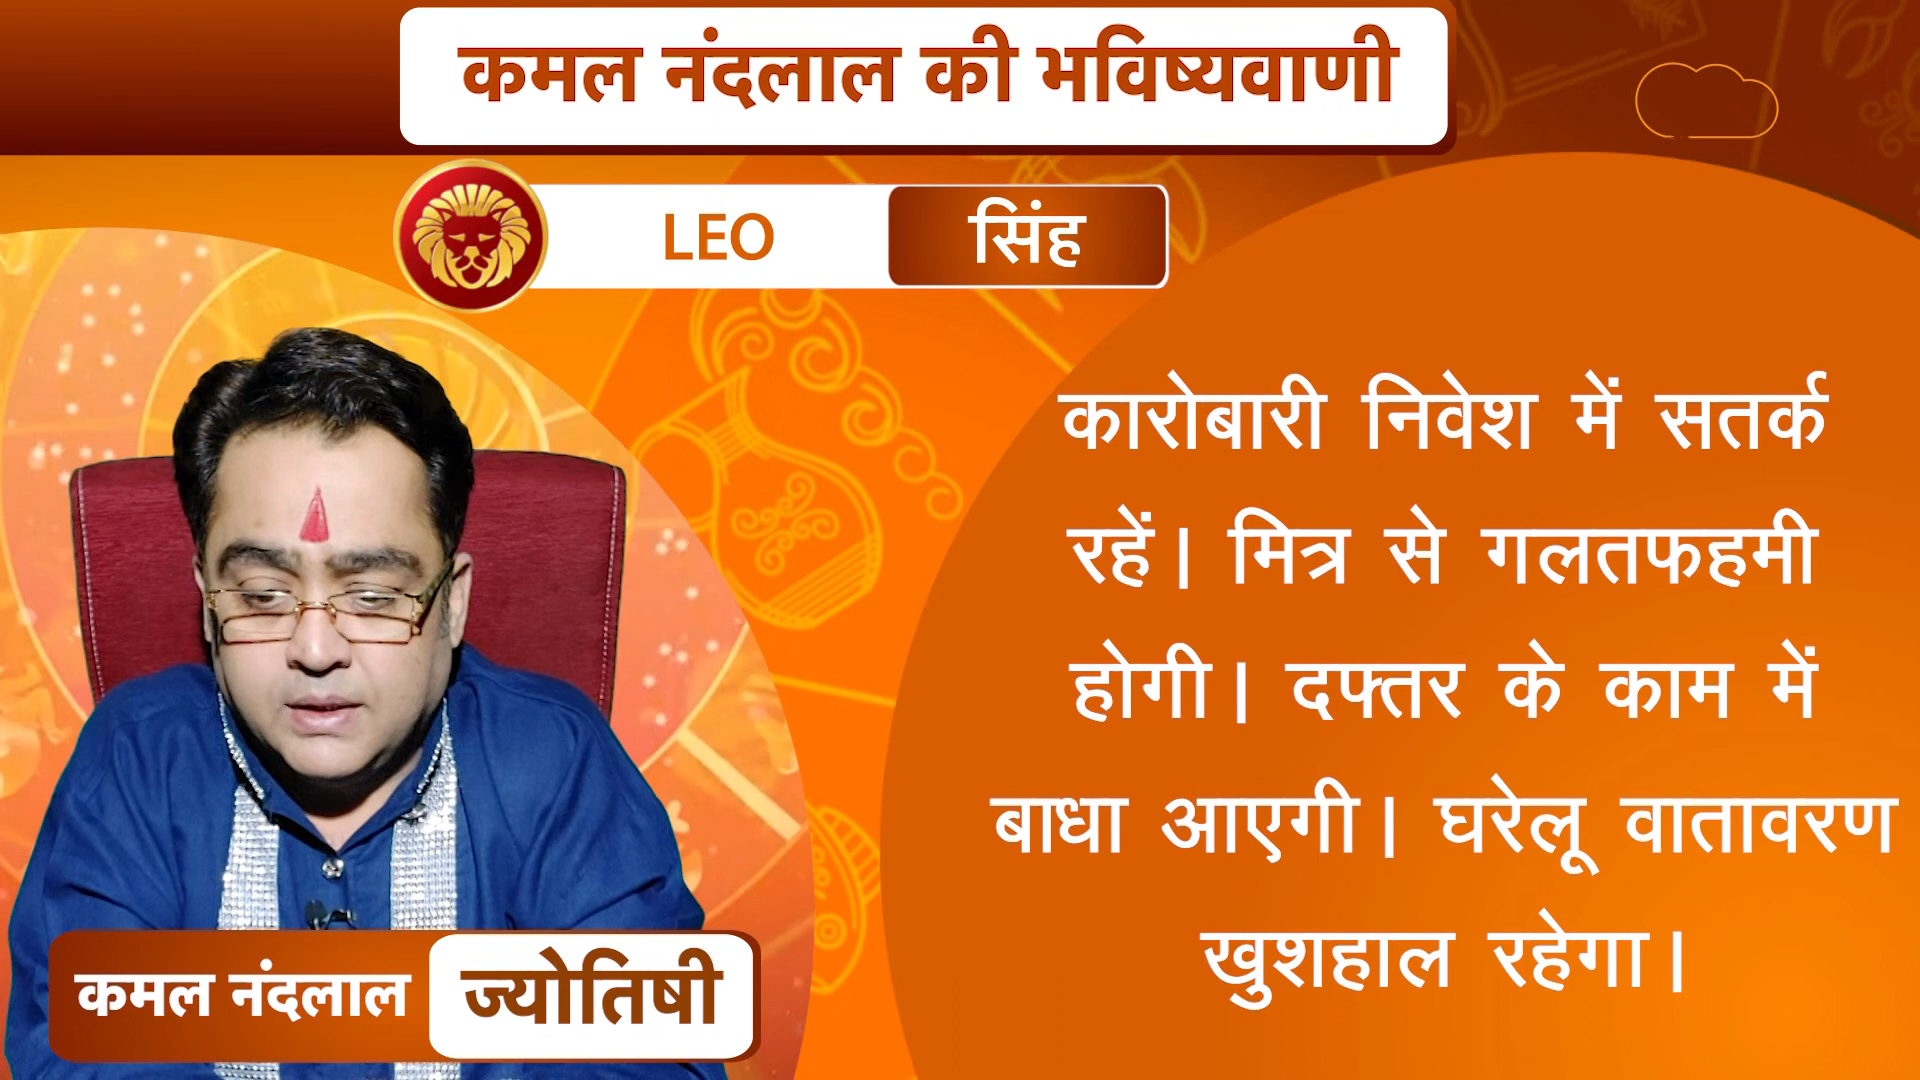 कमल नंदलाल की भविष्यवाणी
LEO सिंह
कारोबारी निवेश में सतर्क
रहें। मित्र से गलतफहमी
होगी। दफ्तर के काम में
बाधा आएगी। घरेलू वातावरण
खुशहाल रहेगा।
कमल नंदलाल ज्योतिषी